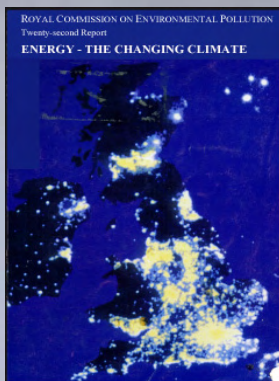 ROYAL COMMISSION ON ENVIRONMENTAL POLLUTION
Twenty-second Report
ENERGY - THE CHANGING CLIMATE